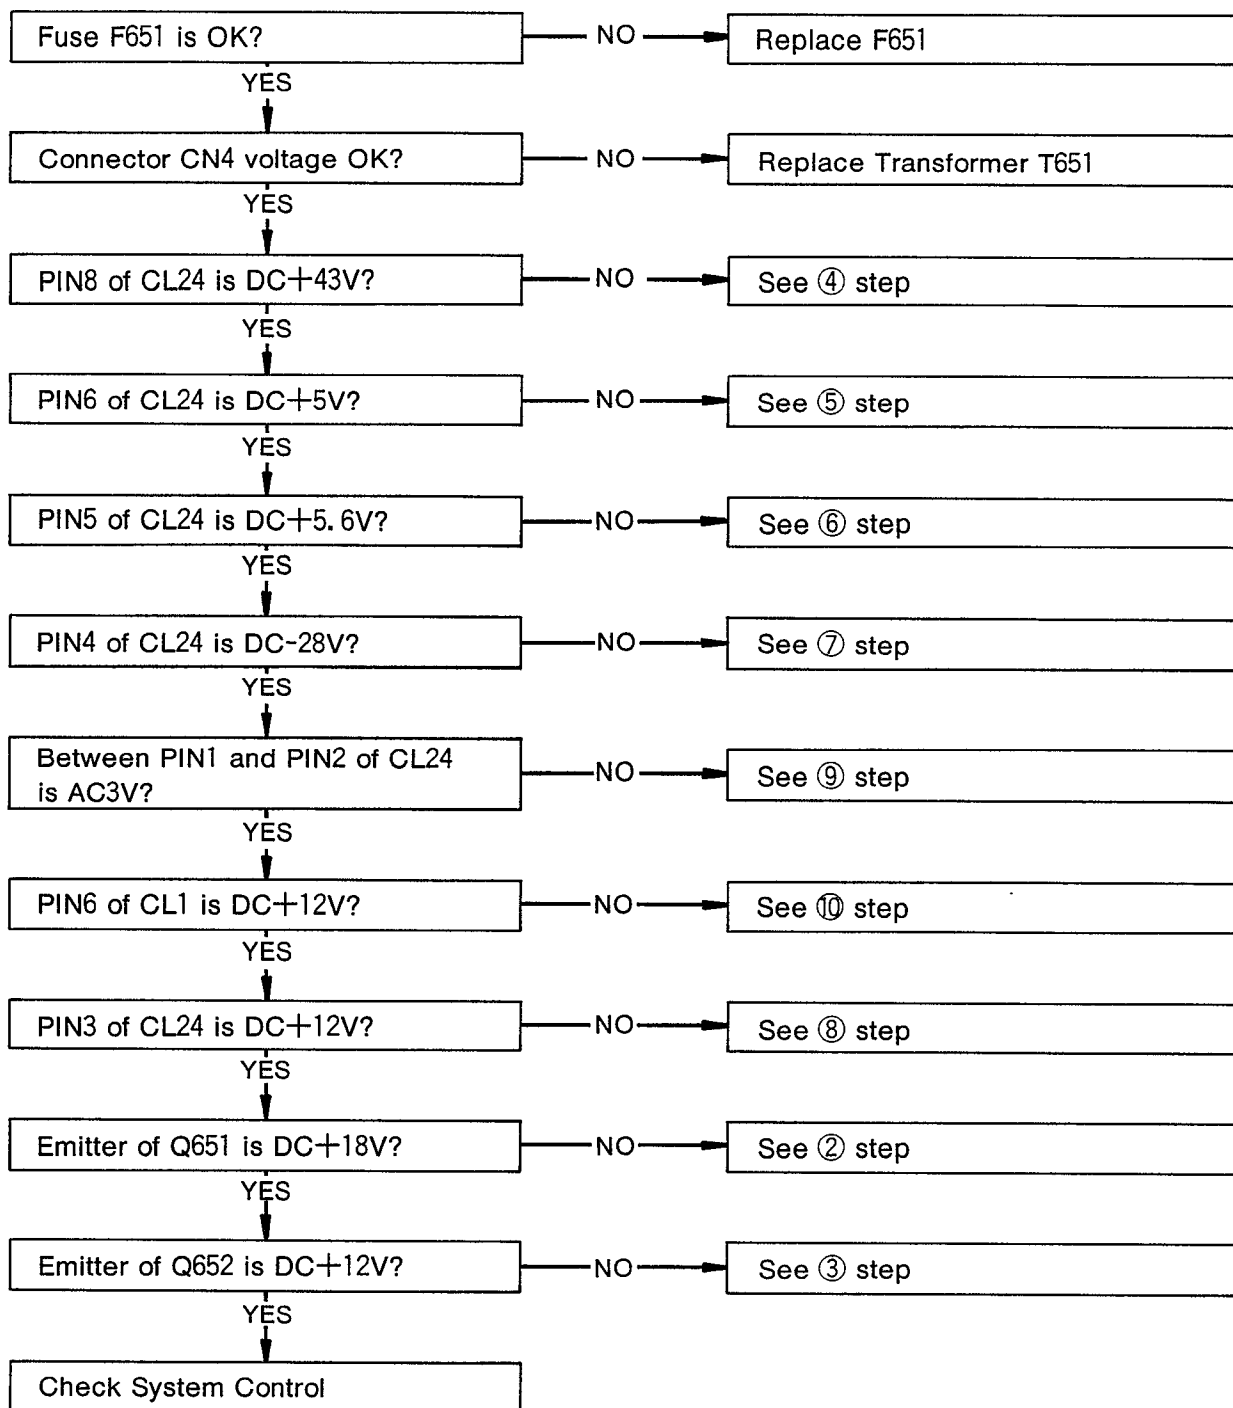 Fuse F651 is OK?
NO
Replace F651
YES
Connector CN4 voltage OK?
NO
Replace Transformer T651
YES
PIN8 of CL24 is DC+43V?
NO
See ④ step
YES
PIN6 of CL24 is DC+5V?
NO
See ⑤ step
YES
PIN5 of CL24 is DC+5.6V?
NO
See ⑥ step
YES
PIN4 of CL24 is DC-28V?
NO
See ⑦ step
YES
Between PIN1 and PIN2 of CL24
is AC3V?
NO
See ⑨ step
YES
PIN6 of CL1 is DC+12V?
NO
See ⑩ step
YES
PIN3 of CL24 is DC+12V?
NO
See ⑧ step
YES
Emitter of Q651 is DC+18V?
NO
See ② step
YES
Emitter of Q652 is DC+12V?
NO
See ③ step
YES
Check System Control